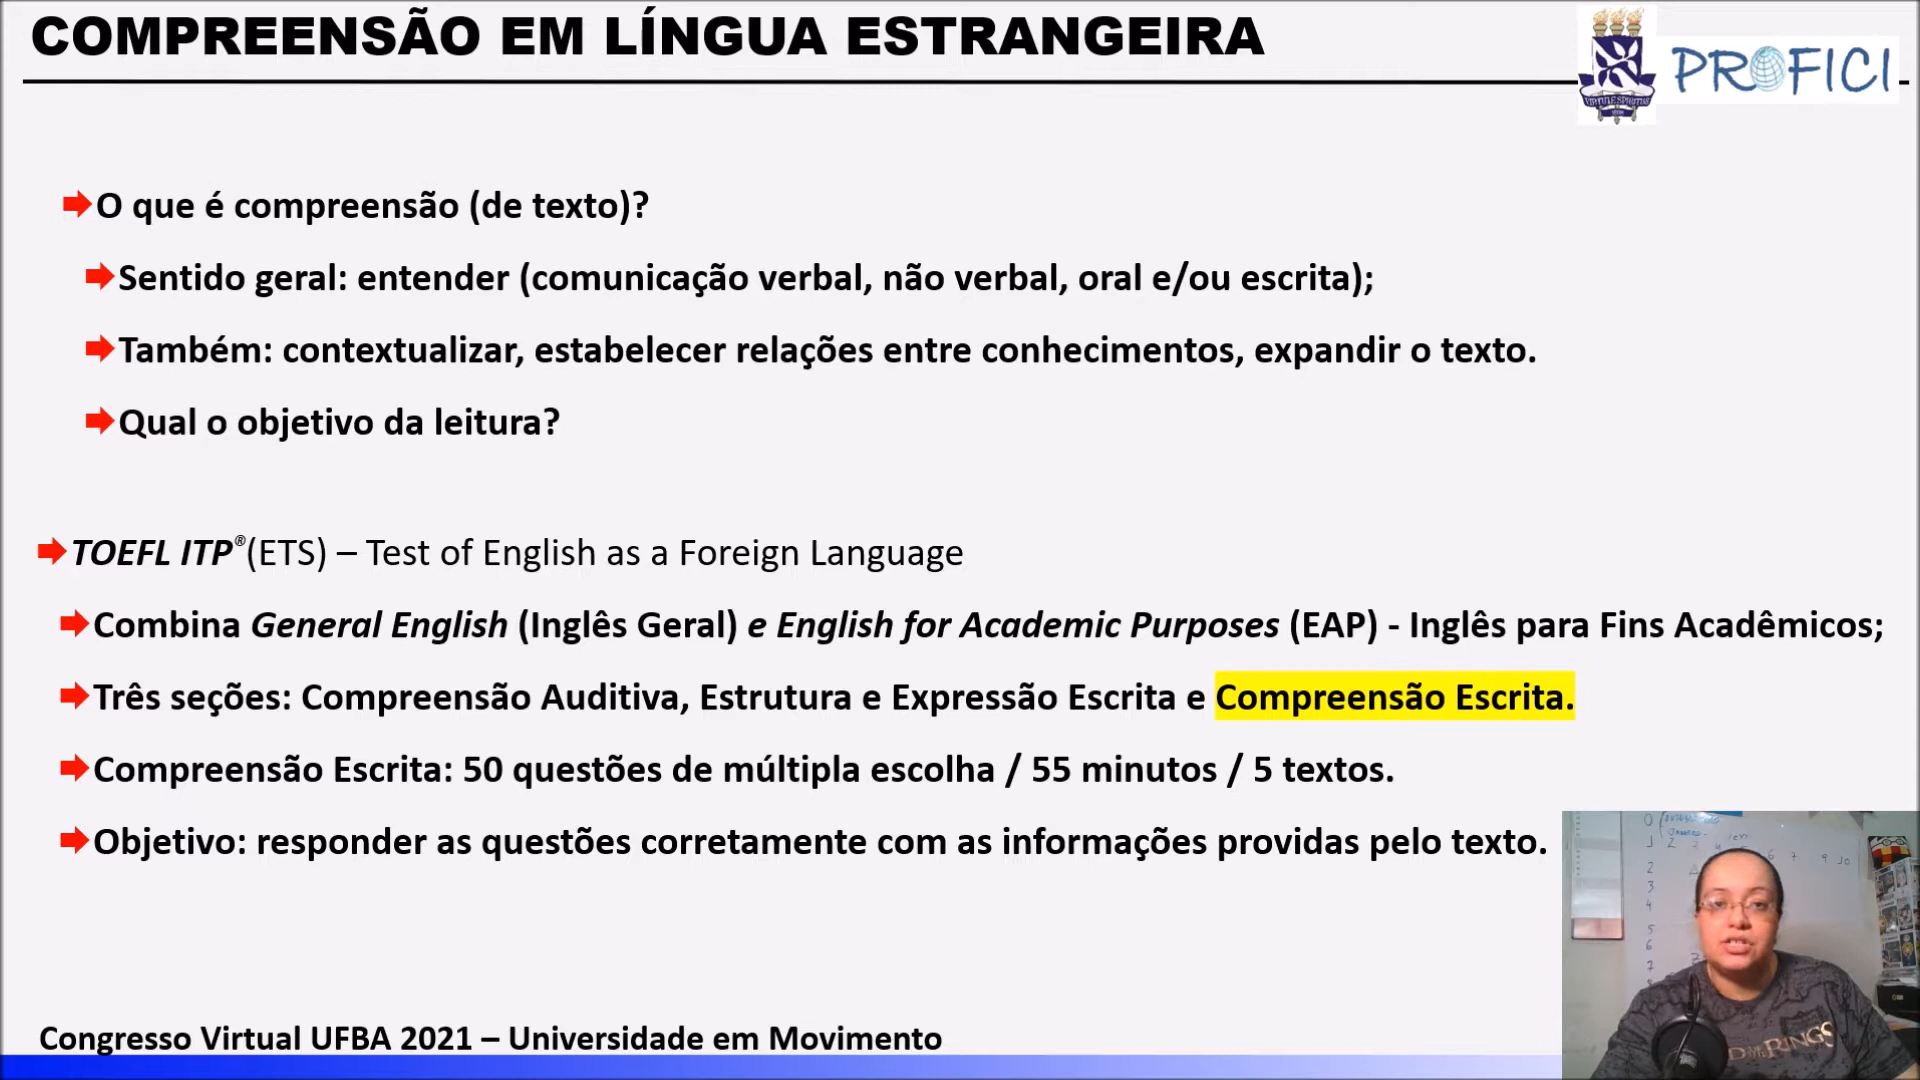 COMPREENSÃO EM LÍNGUA ESTRANGEIRA
VIRTUTE SPIRITUS
PROFICI
O que é compreensão (de texto)?
Sentido geral: entender (comunicação verbal, não verbal, oral e/ou escrita);
Também: contextualizar, estabelecer relações entre conhecimentos, expandir o texto.
Qual o objetivo da leitura?
TOEFL ITP®(ETS) – Test of English as a Foreign Language
Combina General English (Inglês Geral) e English for Academic Purposes (EAP) - Inglês para Fins Acadêmicos;
Três seções: Compreensão Auditiva, Estrutura e Expressão Escrita e Compreensão Escrita.
Compreensão Escrita: 50 questões de múltipla escolha / 55 minutos / 5 textos.
Objetivo: responder as questões corretamente com as informações providas pelo texto.
RINGS
Congresso Virtual UFBA 2021 – Universidade em Movimento